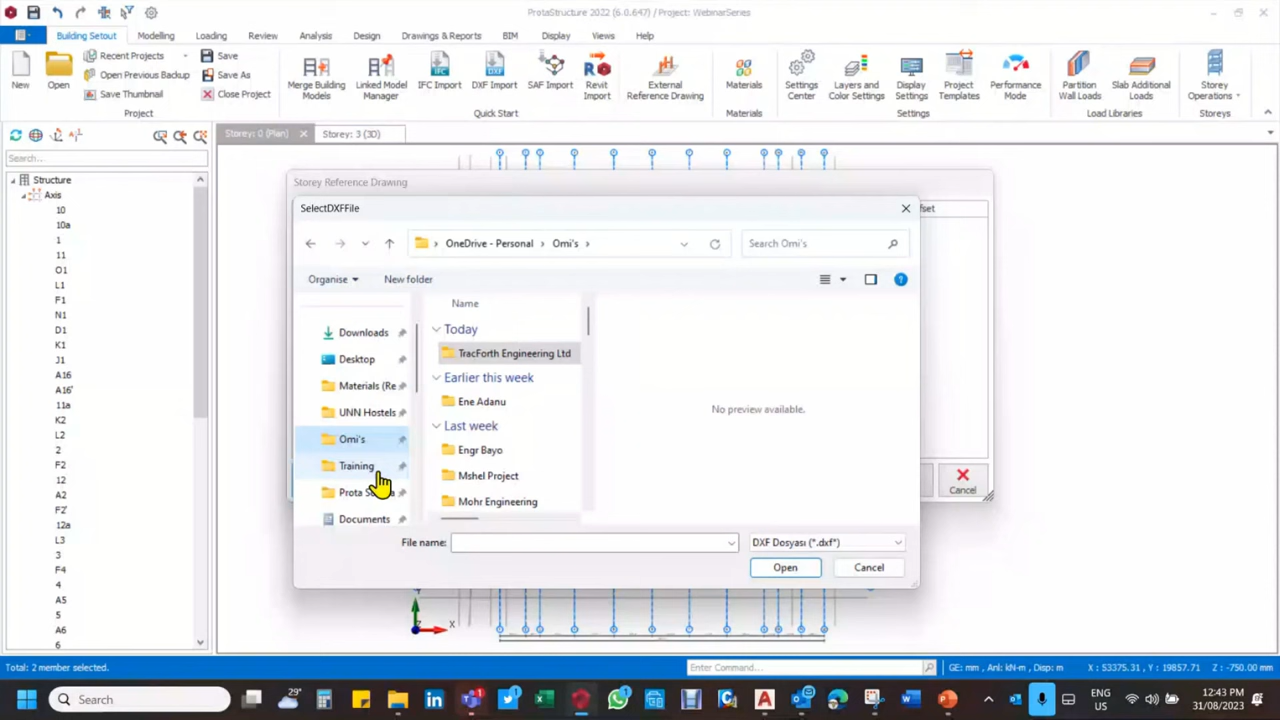 ProtaStructure 2022 (6.0.647) / Project: WebinarSeries
Building Setout Modelling Loading Review Analysis Design Drawings & Reports BIM Display Views Help
New
Open
Recent Projects
Open Previous Backup
Save Thumbnail
Save
Save As
Close Project
Merge Building Models
Linked Model Manager
IFC Import
DXF Import
SAF Import
Revit Import
External Reference Drawing
Materials
Settings Center
Layers and Color Settings
Display Settings
Project Templates
Performance Mode
Partition Wall Loads
Slab Additional Loads
Storey Operations
Project Quick Start Materials Settings Load Libraries Storeys
Storey: 0 (Plan) Storey: 3 (3D)
Search...
Structure
Axis
10
10a
1
11
O1
L1
F1
N1
D1
K1
J1
A16
A16'
11a
K2
L2
2
F2
12
A2
F2'
12a
L3
3
F4
4
A5
5
A6
6
Storey Reference Drawing
SelectDXFFile
OneDrive - Personal Omi's
Search Omi's
Organise New folder
Downloads
Desktop
Materials (Re
UNN Hostels
Omi's
Training
Documents
Name
Today
TracForth Engineering Ltd
Earlier this week
Ene Adanu
Last week
Engr Bayo
Mshel Project
Mohr Engineering
No preview available.
File name:
DXF Dosyası (*.dxf*)
Open Cancel
Cancel
X
Z
Total: 2 member selected.
Enter Command...
GE: mm, Anl: kN-m, Disp: m
X : 53375.31, Y : 19857.71 Z : -750.00 mm
Search
29°
ENG
US
12:43 PM
31/08/2023